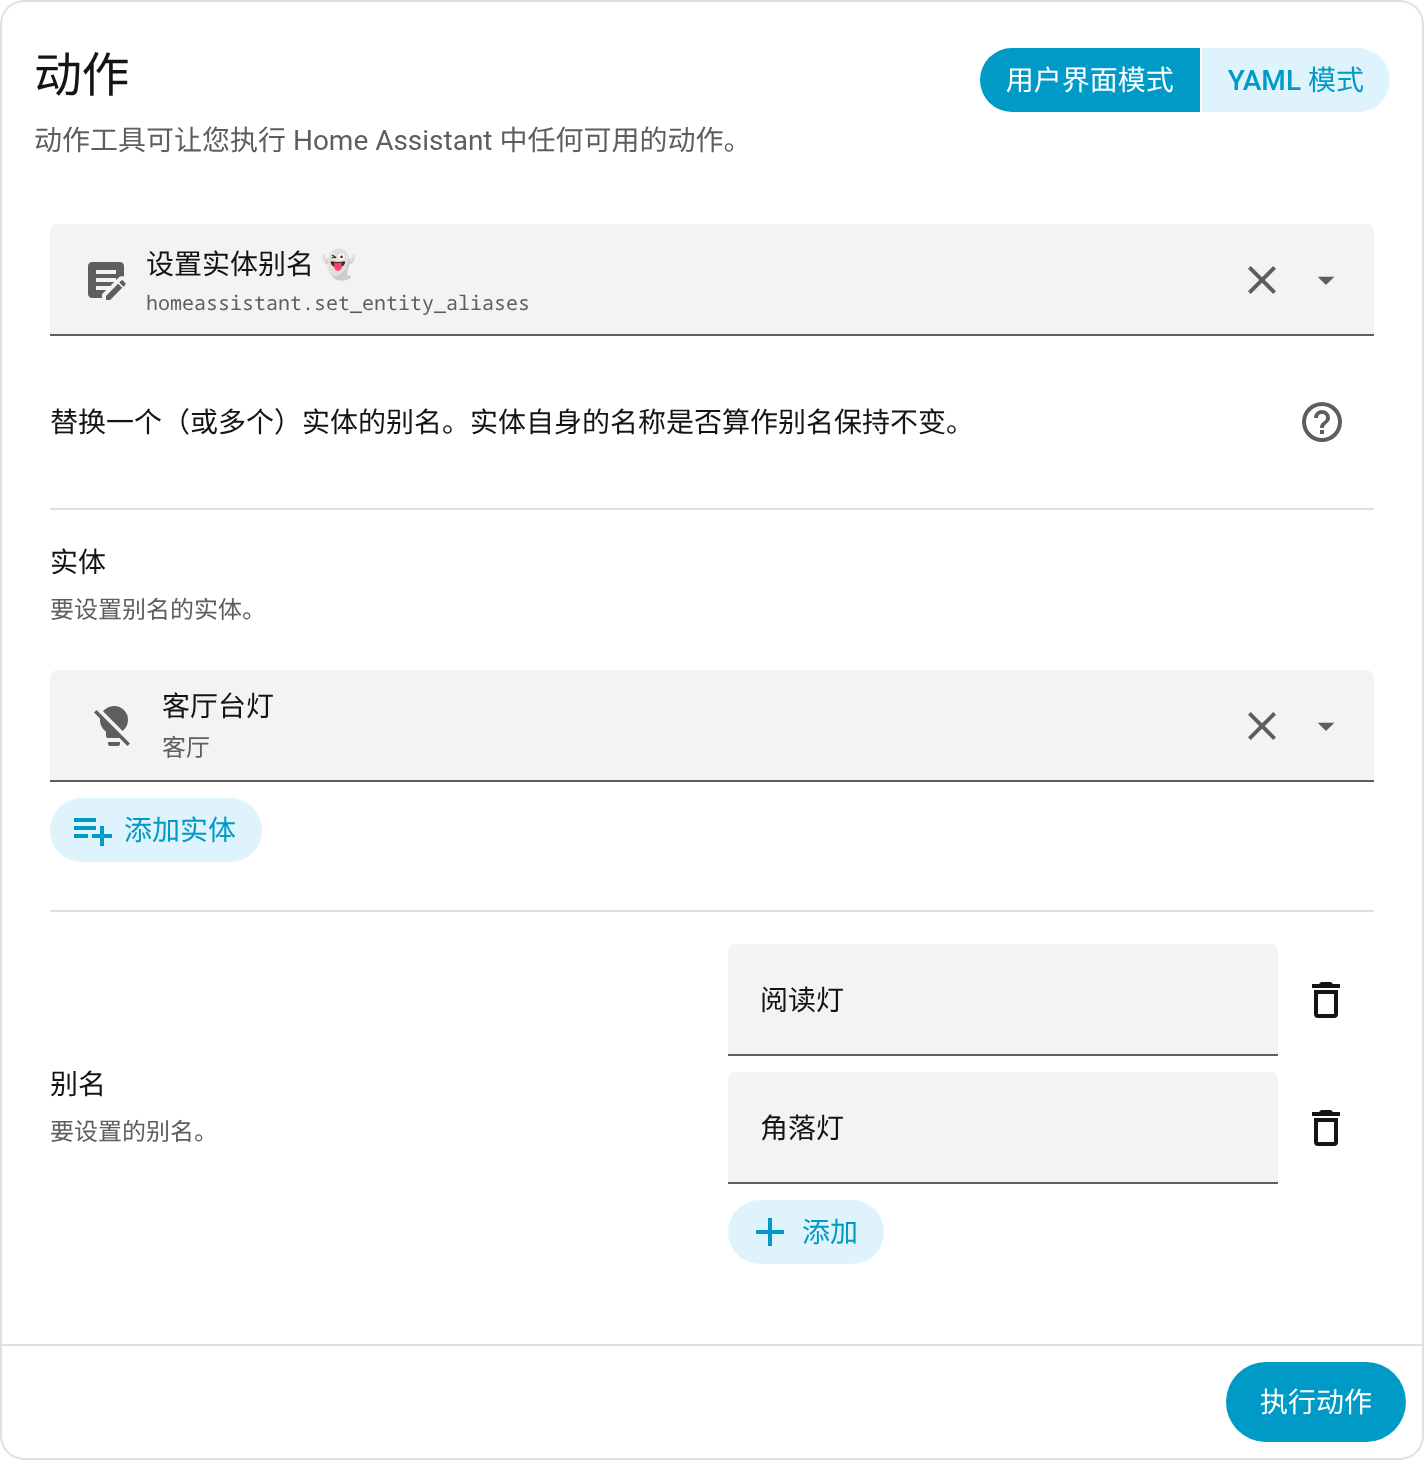 动作
用户界面模式
YAML 模式
动作工具可让您执行 Home Assistant 中任何可用的动作。
设置实体别名 👻
homeassistant.set_entity_aliases
替换一个（或多个）实体的别名。实体自身的名称是否算作别名保持不变。
实体
要设置别名的实体。
客厅台灯
客厅
添加实体
别名
要设置的别名。
阅读灯
角落灯
添加
执行动作